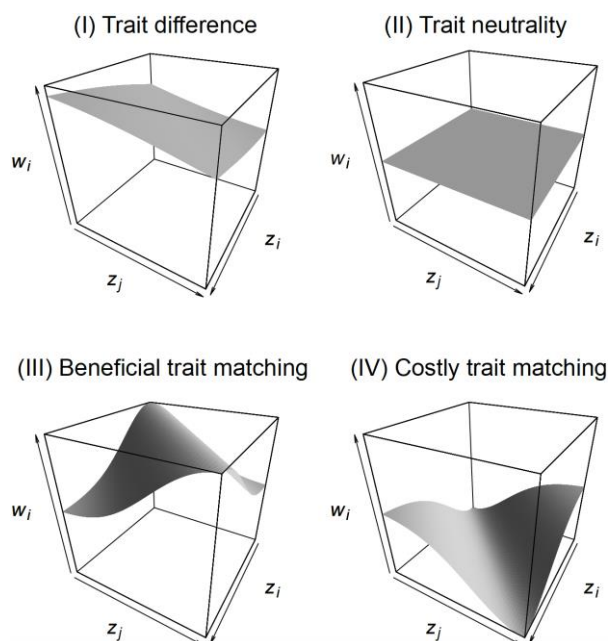 (I) Trait difference
(II) Trait neutrality
wi
zj
zi
wi
zj
zi
(III) Beneficial trait matching
(IV) Costly trait matching
wi
zj
zi
wi
zj
zi